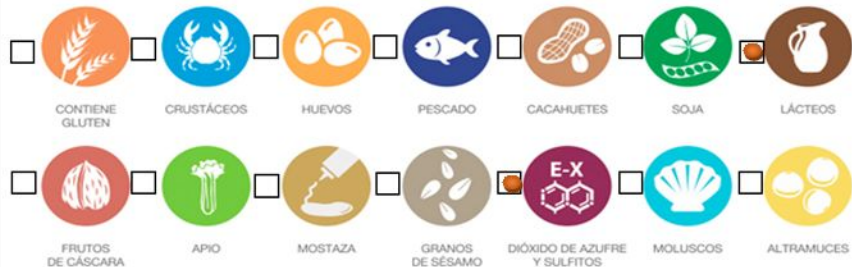 CONTIENE
GLUTEN
CRUSTÁCEOS
HUEVOS
PESCADO
CACAHUETES
SOJA
LÁCTEOS
E-X
FRUTOS
DE CÁSCARA
APIO
MOSTAZA
GRANOS
DE SÉSAMO
DIÓXIDO DE AZUFRE
Y SULFITOS
MOLUSCOS
ALTRAMUCES